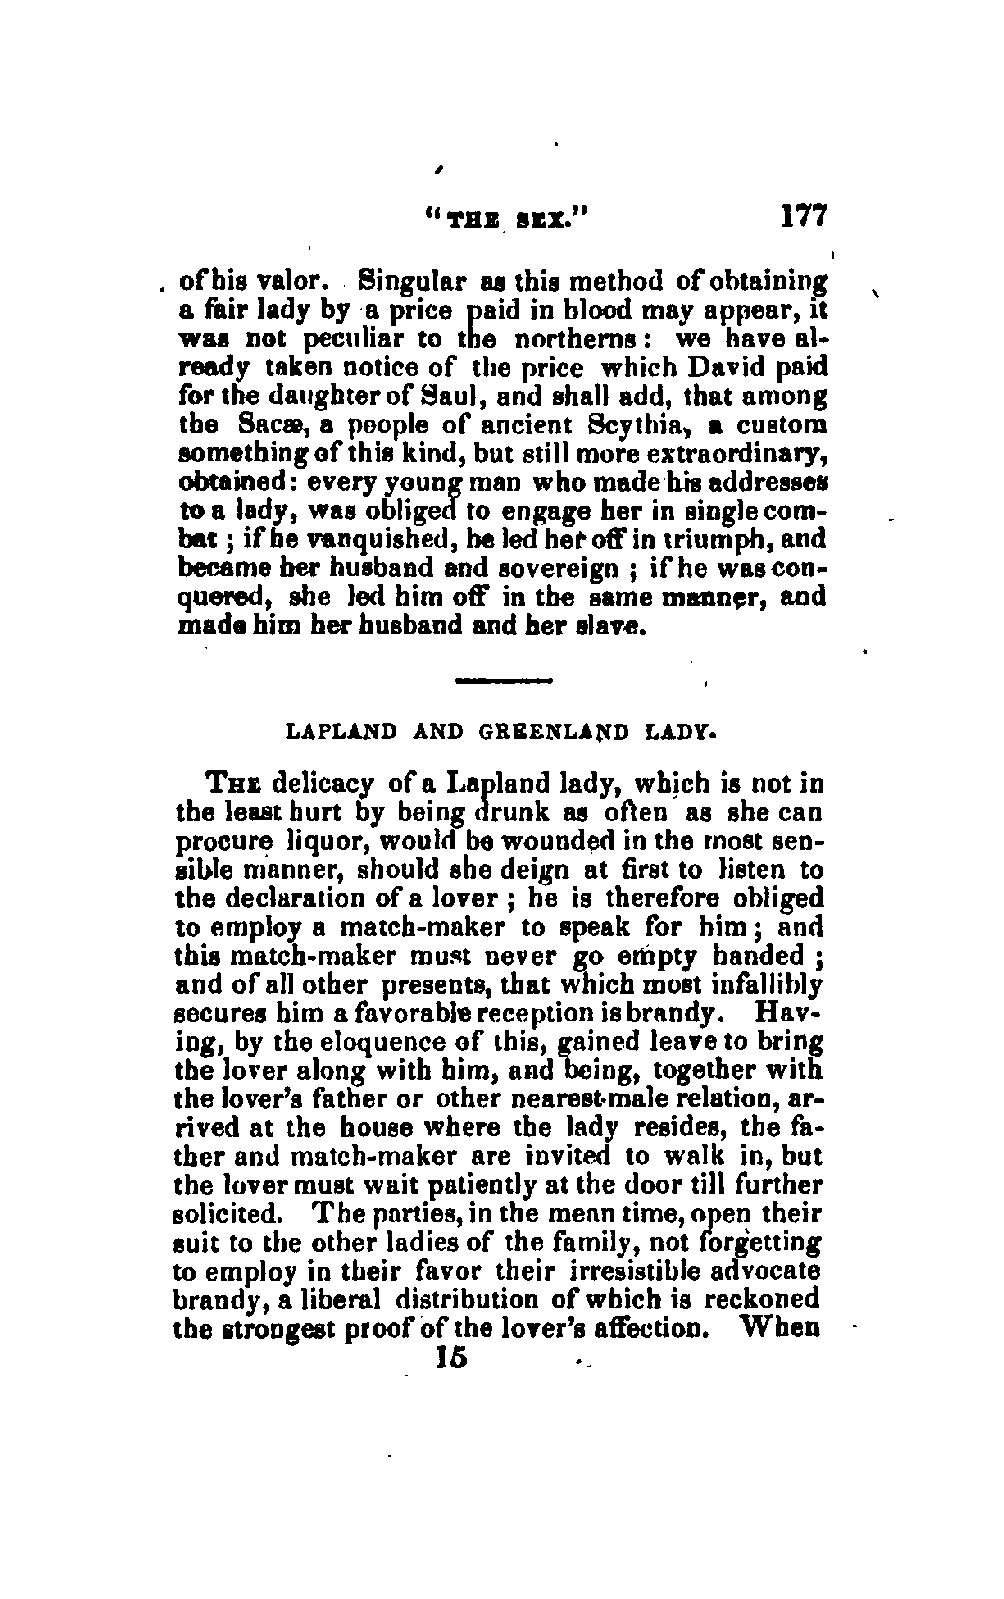 "THE SEX." 177
of his valor. Singular as this method of obtaining
a fair lady by a price paid in blood may appear, it
was not peculiar to the northerns: we have al-
ready taken notice of the price which David paid
for the daughter of Saul, and shall add, that among
the Sacæ, a people of ancient Scythia, a custom
something of this kind, but still more extraordinary,
obtained: every young man who made his addresses
to a lady, was obliged to engage her in single com-
bat ; if he vanquished, he led her off in triumph, and
became her husband and sovereign ; if he was con-
quered, she led him off in the same manner, and
made him her husband and her slave.
LAPLAND AND GREENLAND LADY.
THE delicacy of a Lapland lady, which is not in
the least hurt by being drunk as often as she can
procure liquor, would be wounded in the most sen-
sible manner, should she deign at first to listen to
the declaration of a lover ; he is therefore obliged
to employ a match-maker to speak for him ; and
this match-maker must never go empty handed ;
and of all other presents, that which most infallibly
secures him a favorable reception is brandy. Hav-
ing, by the eloquence of this, gained leave to bring
the lover along with him, and being, together with
the lover's father or other nearest male relation, ar-
rived at the house where the lady resides, the fa-
ther and match-maker are invited to walk in, but
the lover must wait patiently at the door till further
solicited. The parties, in the mean time, open their
suit to the other ladies of the family, not forgetting
to employ in their favor their irresistible advocate
brandy, a liberal distribution of which is reckoned
the strongest proof of the lover's affection. When
15